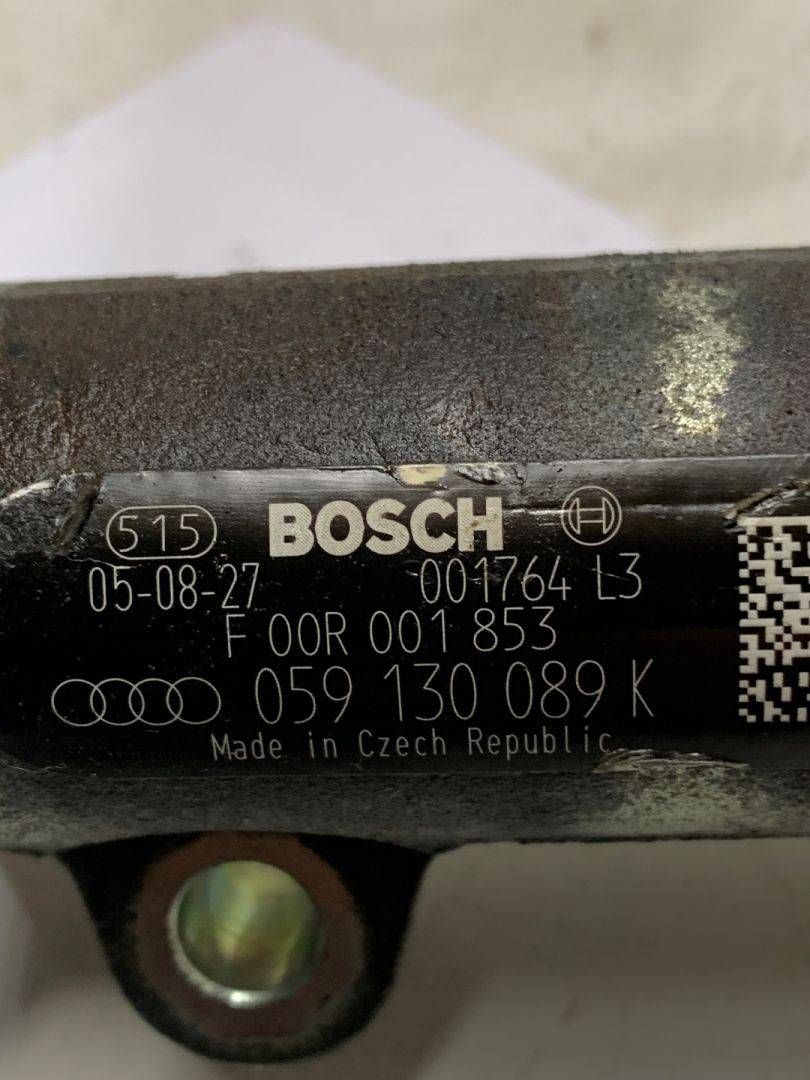 515 BOSCH
05-08-27 001764 L3
F 00R 001 853
059 130 089 K
Made in Czech Republic